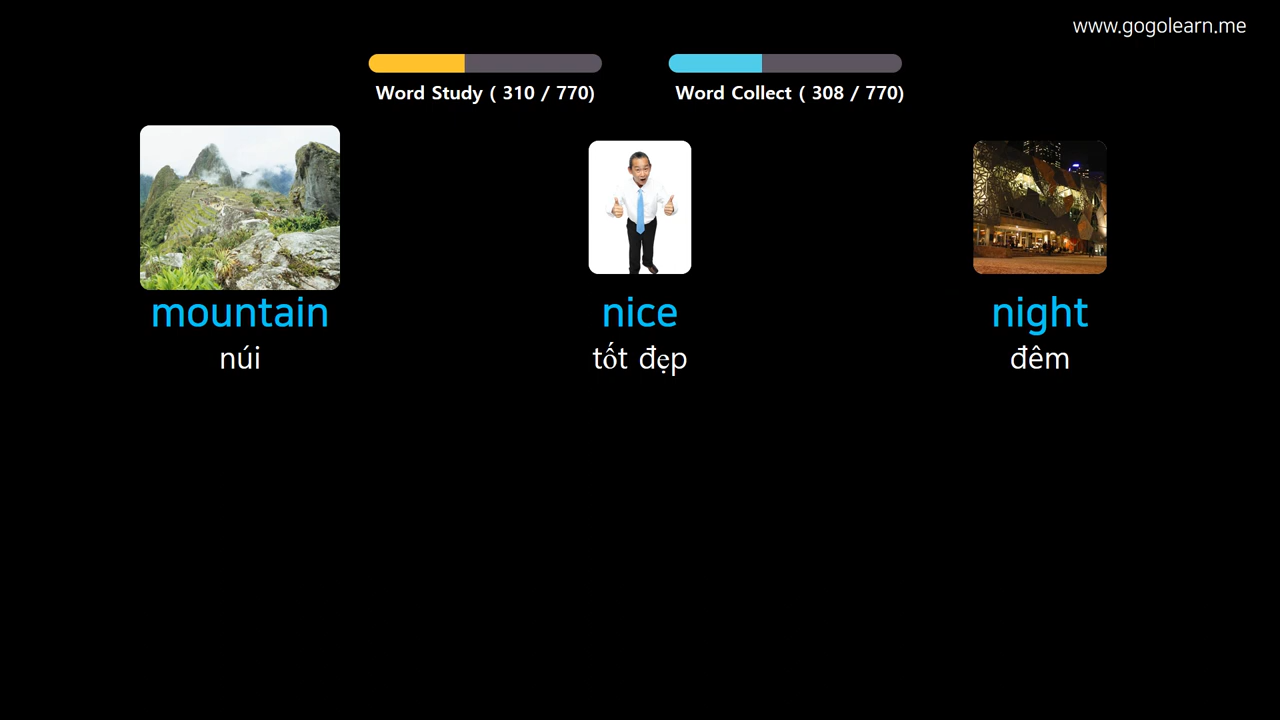 www.gogolearn.me
Word Study ( 310 / 770)
Word Collect ( 308 / 770)
mountain
núi
nice
tốt đẹp
night
đêm